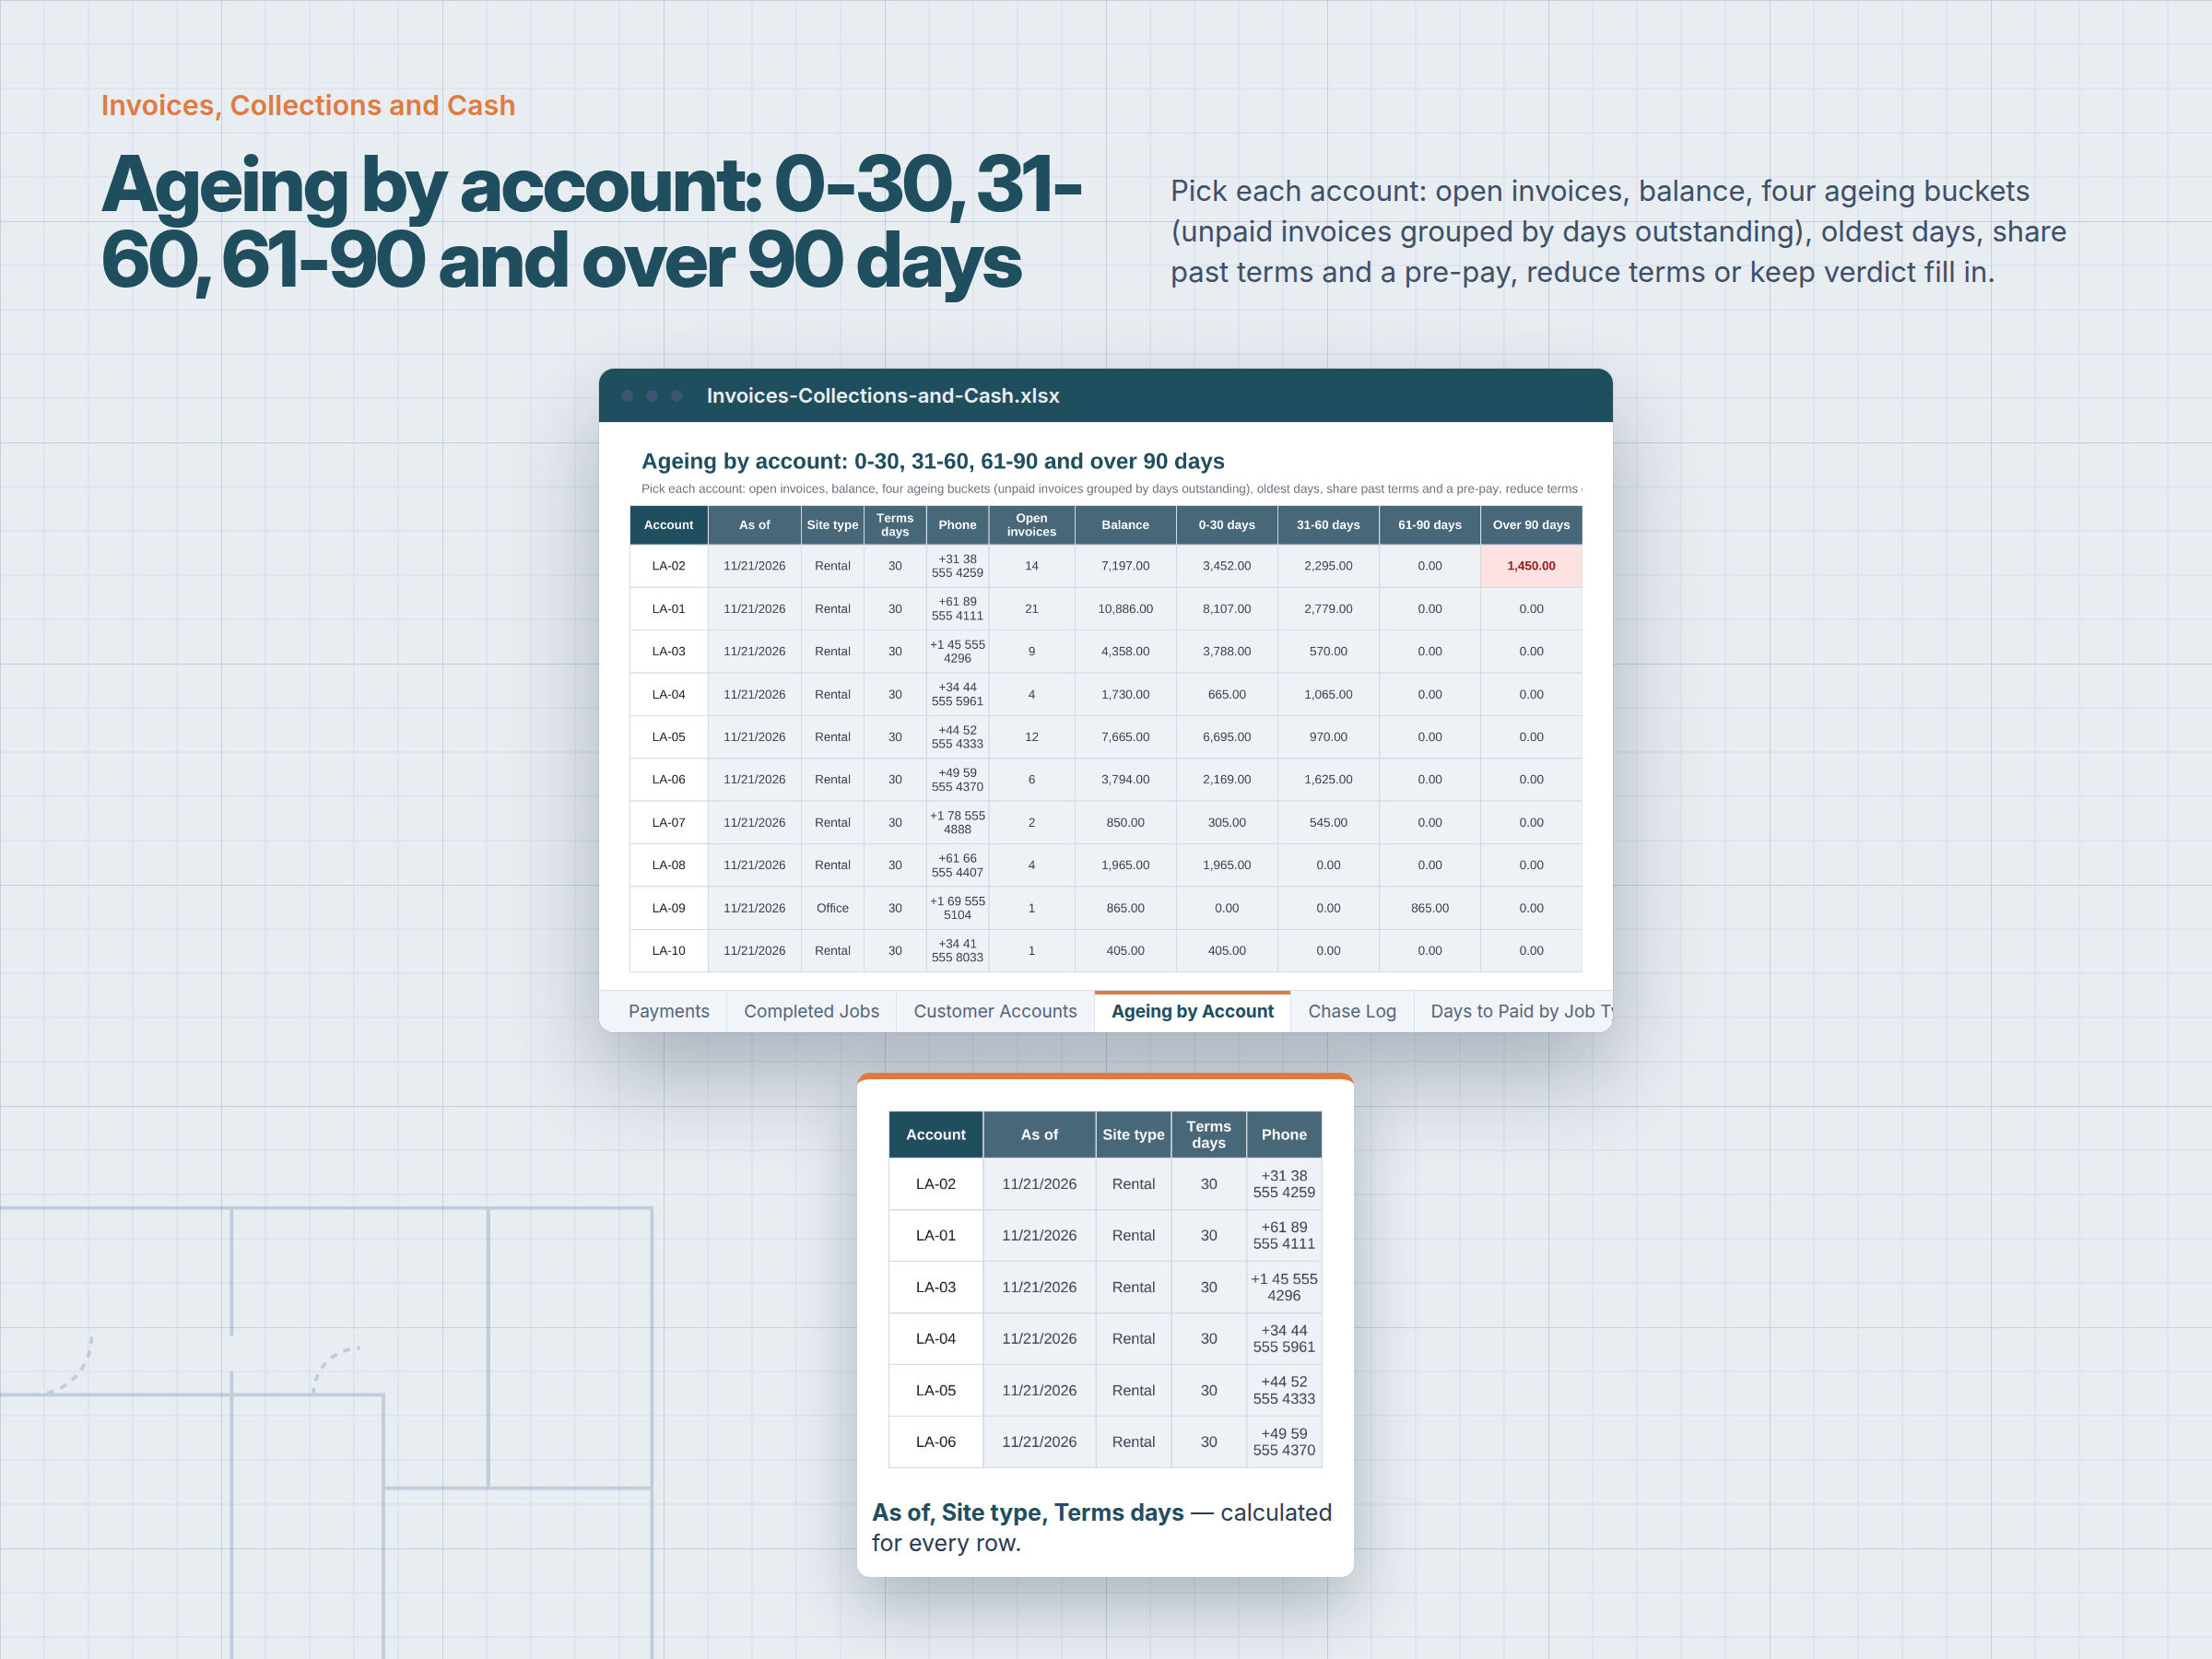 Invoices, Collections and Cash
Ageing by account: 0-30, 31-
60, 61-90 and over 90 days
Pick each account: open invoices, balance, four ageing buckets
(unpaid invoices grouped by days outstanding), oldest days, share
past terms and a pre-pay, reduce terms or keep verdict fill in.
Invoices-Collections-and-Cash.xlsx
Ageing by account: 0-30, 31-60, 61-90 and over 90 days
Pick each account: open invoices, balance, four ageing buckets (unpaid invoices grouped by days outstanding), oldest days, share past terms and a pre-pay, reduce terms
Account As of Site type Terms days Phone Open invoices Balance 0-30 days 31-60 days 61-90 days Over 90 days
LA-02 11/21/2026 Rental 30 +31 38 555 4259 14 7,197.00 3,452.00 2,295.00 0.00 1,450.00
LA-01 11/21/2026 Rental 30 +61 89 555 4111 21 10,886.00 8,107.00 2,779.00 0.00 0.00
LA-03 11/21/2026 Rental 30 +1 45 555 4296 9 4,358.00 3,788.00 570.00 0.00 0.00
LA-04 11/21/2026 Rental 30 +34 44 555 5961 4 1,730.00 665.00 1,065.00 0.00 0.00
LA-05 11/21/2026 Rental 30 +44 52 555 4333 12 7,665.00 6,695.00 970.00 0.00 0.00
LA-06 11/21/2026 Rental 30 +49 59 555 4370 6 3,794.00 2,169.00 1,625.00 0.00 0.00
LA-07 11/21/2026 Rental 30 +1 78 555 4888 2 850.00 305.00 545.00 0.00 0.00
LA-08 11/21/2026 Rental 30 +61 66 555 4407 4 1,965.00 1,965.00 0.00 0.00 0.00
LA-09 11/21/2026 Office 30 +1 69 555 5104 1 865.00 0.00 0.00 865.00 0.00
LA-10 11/21/2026 Rental 30 +34 41 555 8033 1 405.00 405.00 0.00 0.00 0.00
Payments Completed Jobs Customer Accounts Ageing by Account Chase Log Days to Paid by Job
Account As of Site type Terms days Phone
LA-02 11/21/2026 Rental 30 +31 38 555 4259
LA-01 11/21/2026 Rental 30 +61 89 555 4111
LA-03 11/21/2026 Rental 30 +1 45 555 4296
LA-04 11/21/2026 Rental 30 +34 44 555 5961
LA-05 11/21/2026 Rental 30 +44 52 555 4333
LA-06 11/21/2026 Rental 30 +49 59 555 4370
As of, Site type, Terms days — calculated
for every row.